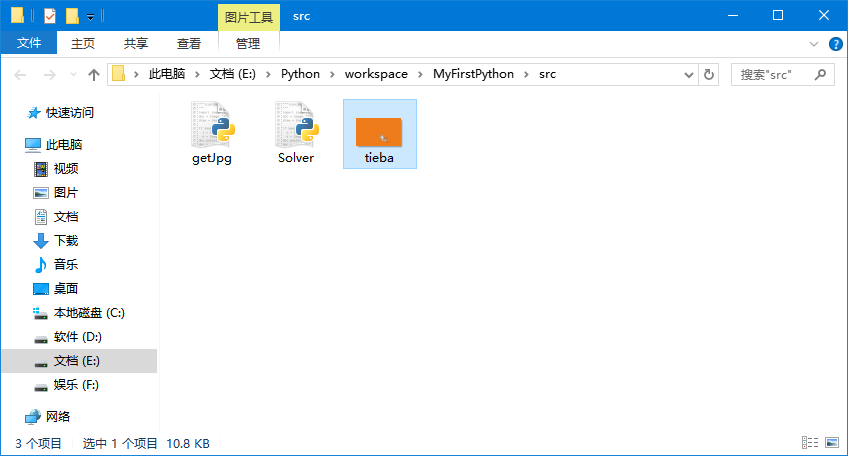 图片工具 src
文件 主页 共享 查看 管理
此电脑 文档 (E:) Python workspace MyFirstPython src 搜索"src"
快速访问
此电脑
视频
图片
文档
下载
音乐
桌面
本地磁盘 (C:)
软件 (D:)
文档 (E:)
娱乐 (F:)
网络
getJpg Solver tieba
3 个项目 选中 1 个项目 10.8 KB